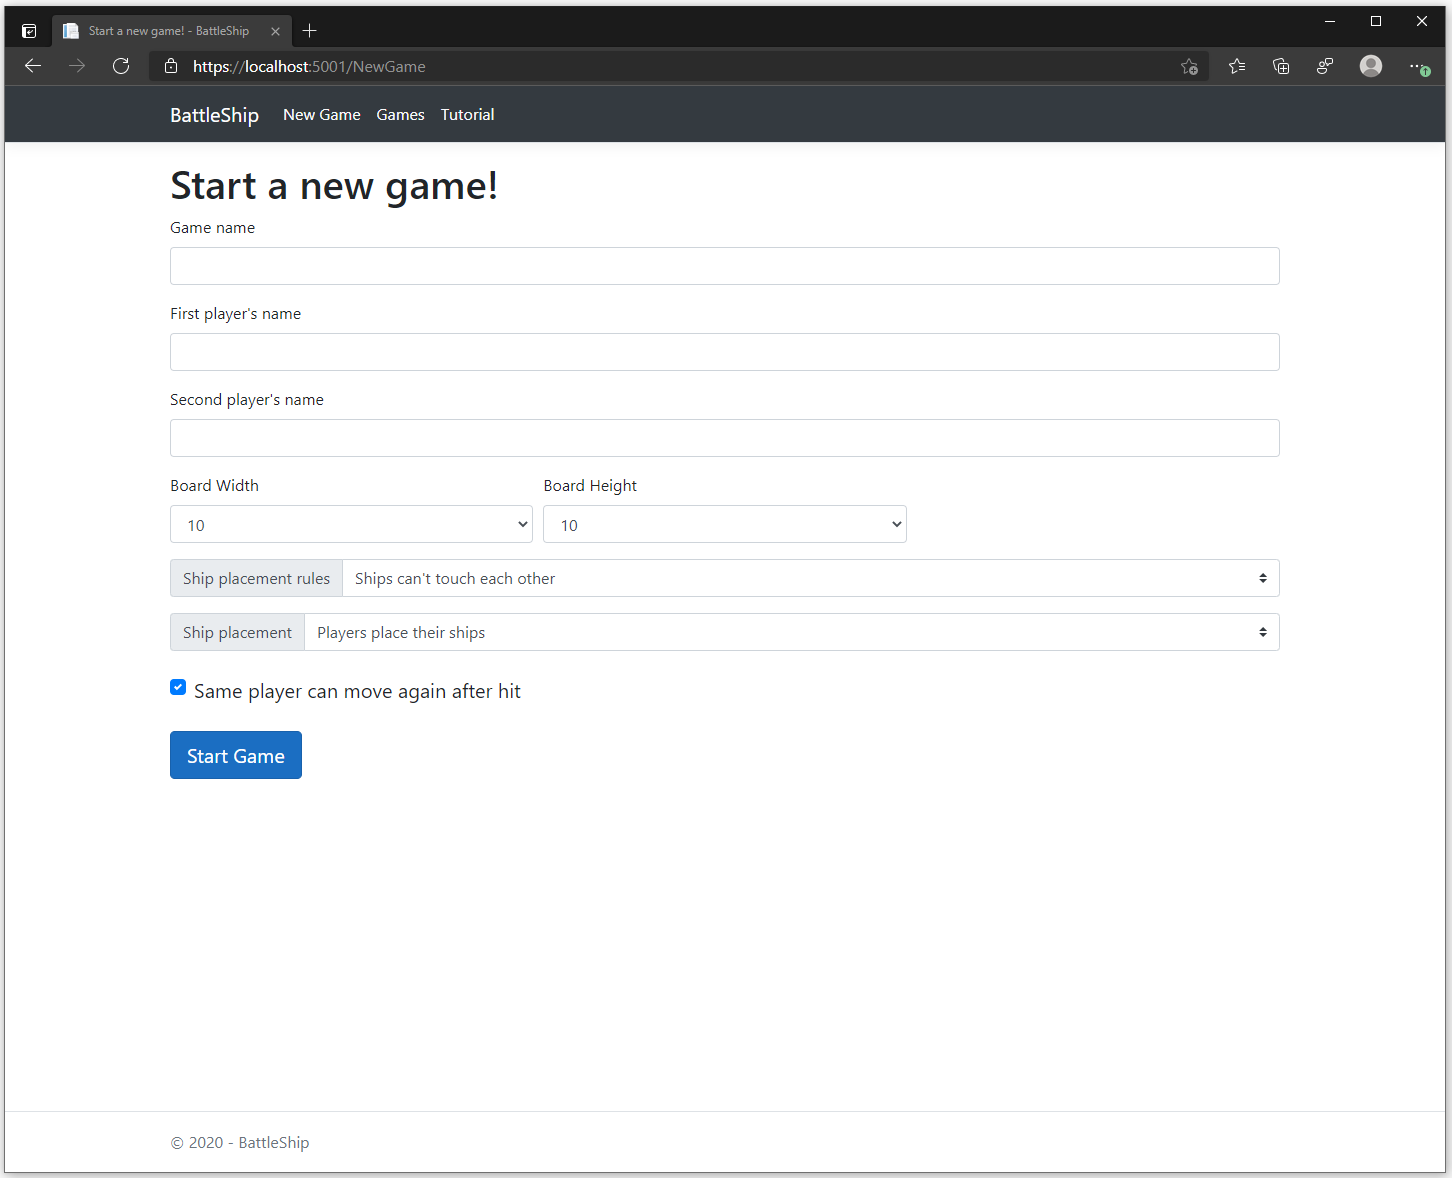 Start a new game! - BattleShip
https://localhost:5001/NewGame
BattleShip New Game Games Tutorial
Start a new game!
Game name
First player's name
Second player's name
Board Width Board Height
10 10
Ship placement rules Ships can't touch each other
Ship placement Players place their ships
Same player can move again after hit
Start Game
© 2020 - BattleShip